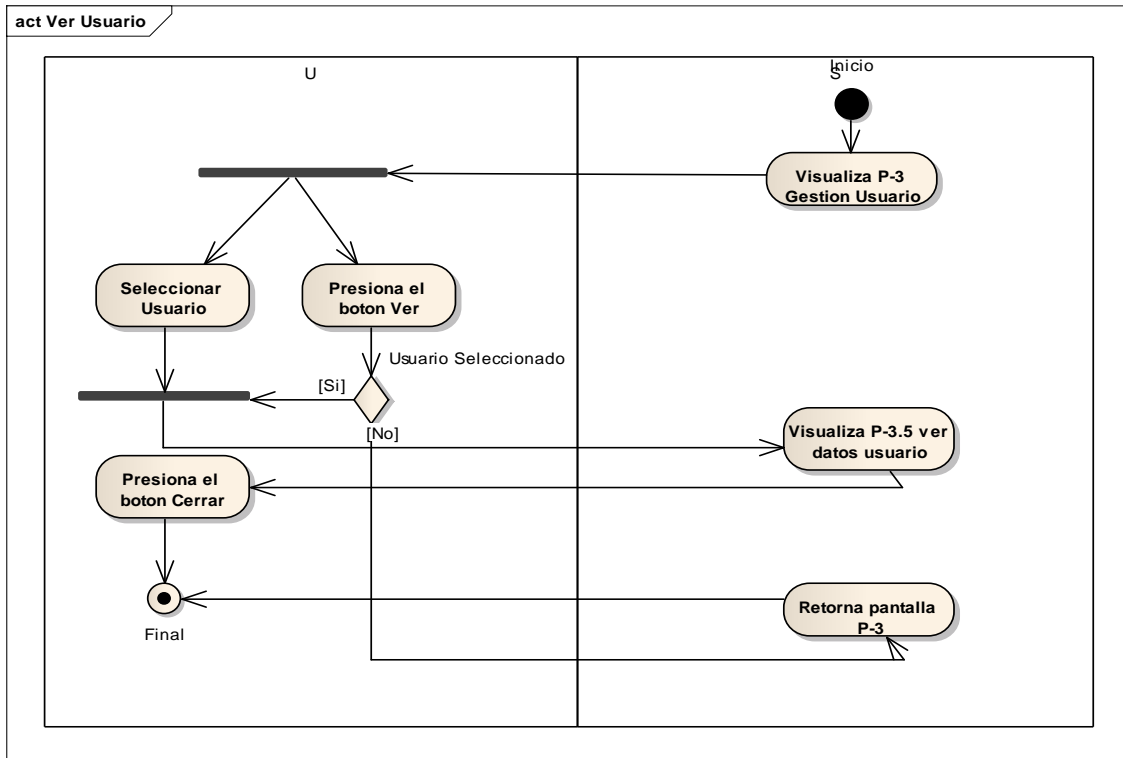 act Ver Usuario
U
Inicio
S
Visualiza P-3
Gestion Usuario
Seleccionar
Usuario
Presiona el
boton Ver
Usuario Seleccionado
[Si]
[No]
Visualiza P-3.5 ver
datos usuario
Presiona el
boton Cerrar
Retorna pantalla
P-3
Final